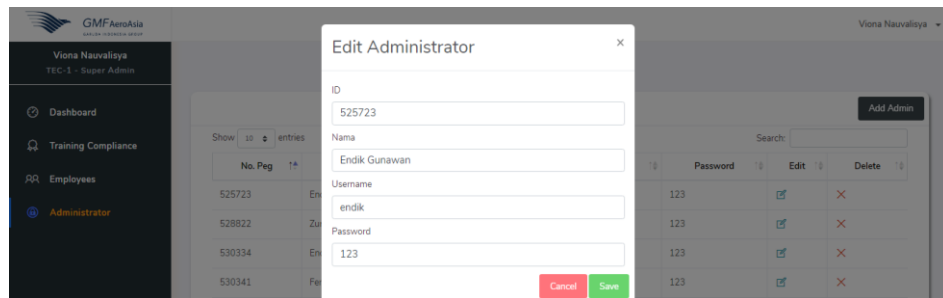 GMF AeroAsia
Viona Nauvalisya
Viona Nauvalisya
TEC-1 - Super Admin
Dashboard
Training Compliance
Employees
Administrator
Edit Administrator
×
ID
525723
Nama
Endik Gunawan
Username
endik
Password
123
Cancel Save
Add Admin
Show 10 entries
Search:
No. Peg Password Edit Delete
525723 123
528822 123
530334 123
530341 123